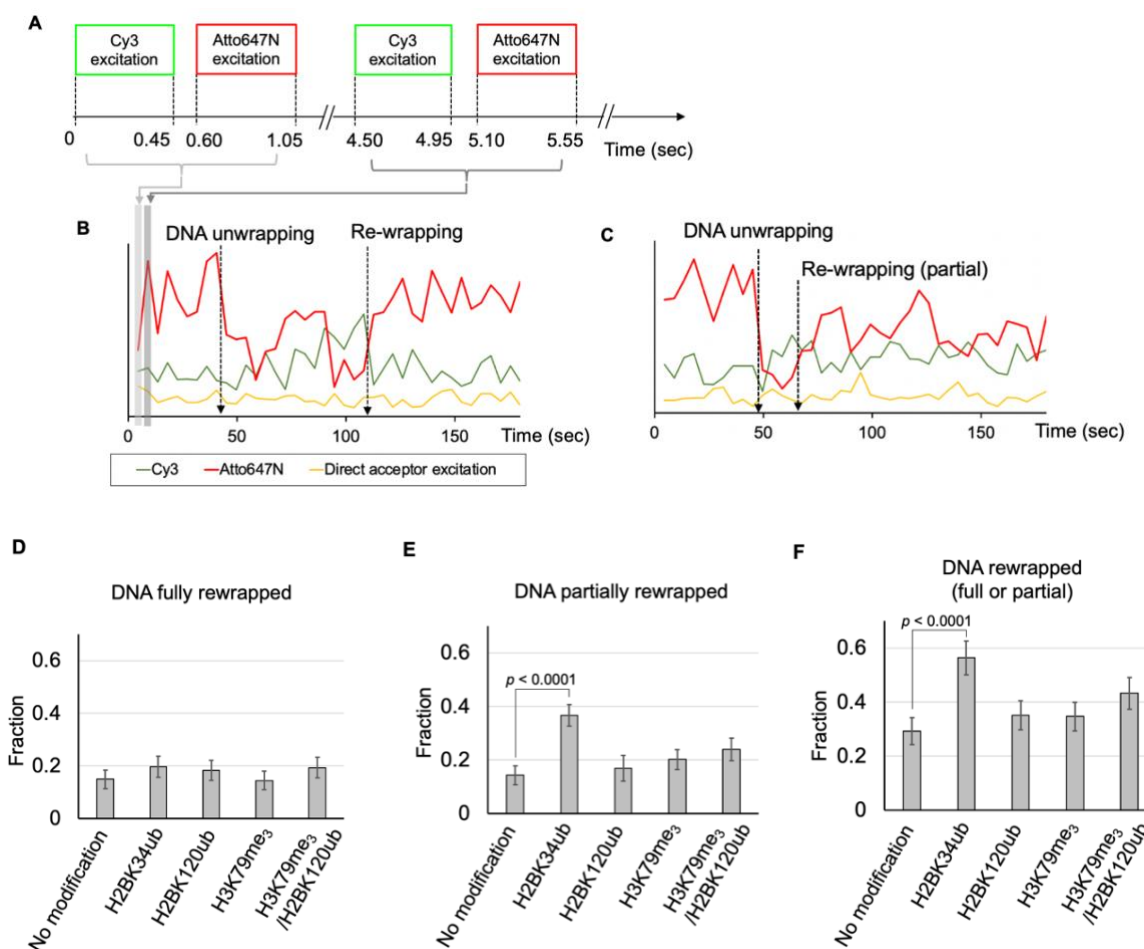 A
Cy3
excitation
Atto647N
excitation
Cy3
excitation
Atto647N
excitation
0 0.45 0.60 1.05 4.50 4.95 5.10 5.55
Time (sec)
B
DNA unwrapping
Re-wrapping
0 50 100 150 Time (sec)
Cy3 Atto647N Direct acceptor excitation
C
DNA unwrapping
Re-wrapping (partial)
0 50 100 150 Time (sec)
D
DNA fully rewrapped
Fraction
0.6
0.4
0.2
0
No modification
H2BK34ub
H2BK120ub
H3K79me₃
H3K79me₃
/H2BK120ub
E
DNA partially rewrapped
Fraction
0.6
0.4
0.2
0
p < 0.0001
No modification
H2BK34ub
H2BK120ub
H3K79me₃
H3K79me₃
/H2BK120ub
F
DNA rewrapped
(full or partial)
p < 0.0001
Fraction
0.6
0.4
0.2
0
No modification
H2BK34ub
H2BK120ub
H3K79me₃
H3K79me₃
/H2BK120ub